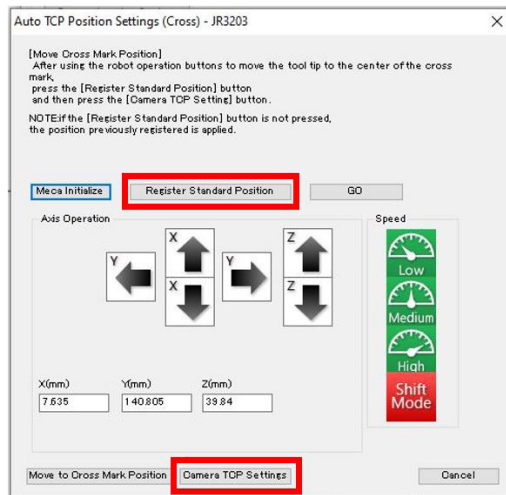 Auto TCP Position Settings (Cross) - JR3203
[Move Cross Mark Position]
After using the robot operation buttons to move the tool tip to the center of the cross
mark,
press the [Register Standard Position] button
and then press the [Camera TCP Setting] button.
NOTE:if the [Register Standard Position] button is not pressed,
the position previously registered is applied.
Meca Initialize
Register Standard Position
GO
Axis Operation
Speed
X
Z
Y
Y
X
Z
Low
Medium
High
Shift
Mode
X(mm)
Y(mm)
Z(mm)
7.635
140.805
39.84
Move to Cross Mark Position
Camera TCP Settings
Cancel